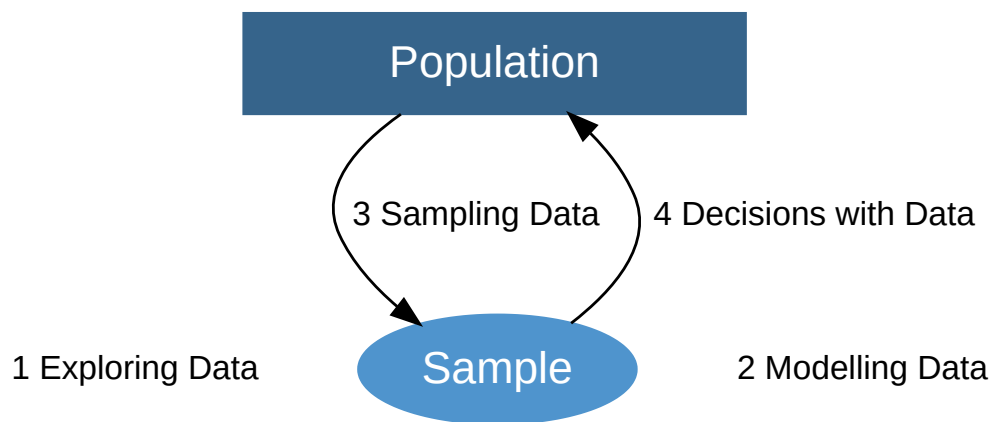 Population
3 Sampling Data
4 Decisions with Data
1 Exploring Data
Sample
2 Modelling Data